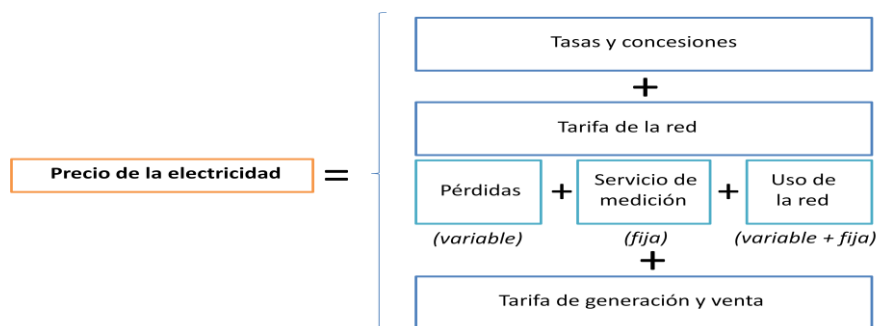 Precio de la electricidad
=
Tasas y concesiones
+
Tarifa de la red
Pérdidas + Servicio de medición + Uso de la red
(variable) (fija) (variable + fija)
+
Tarifa de generación y venta